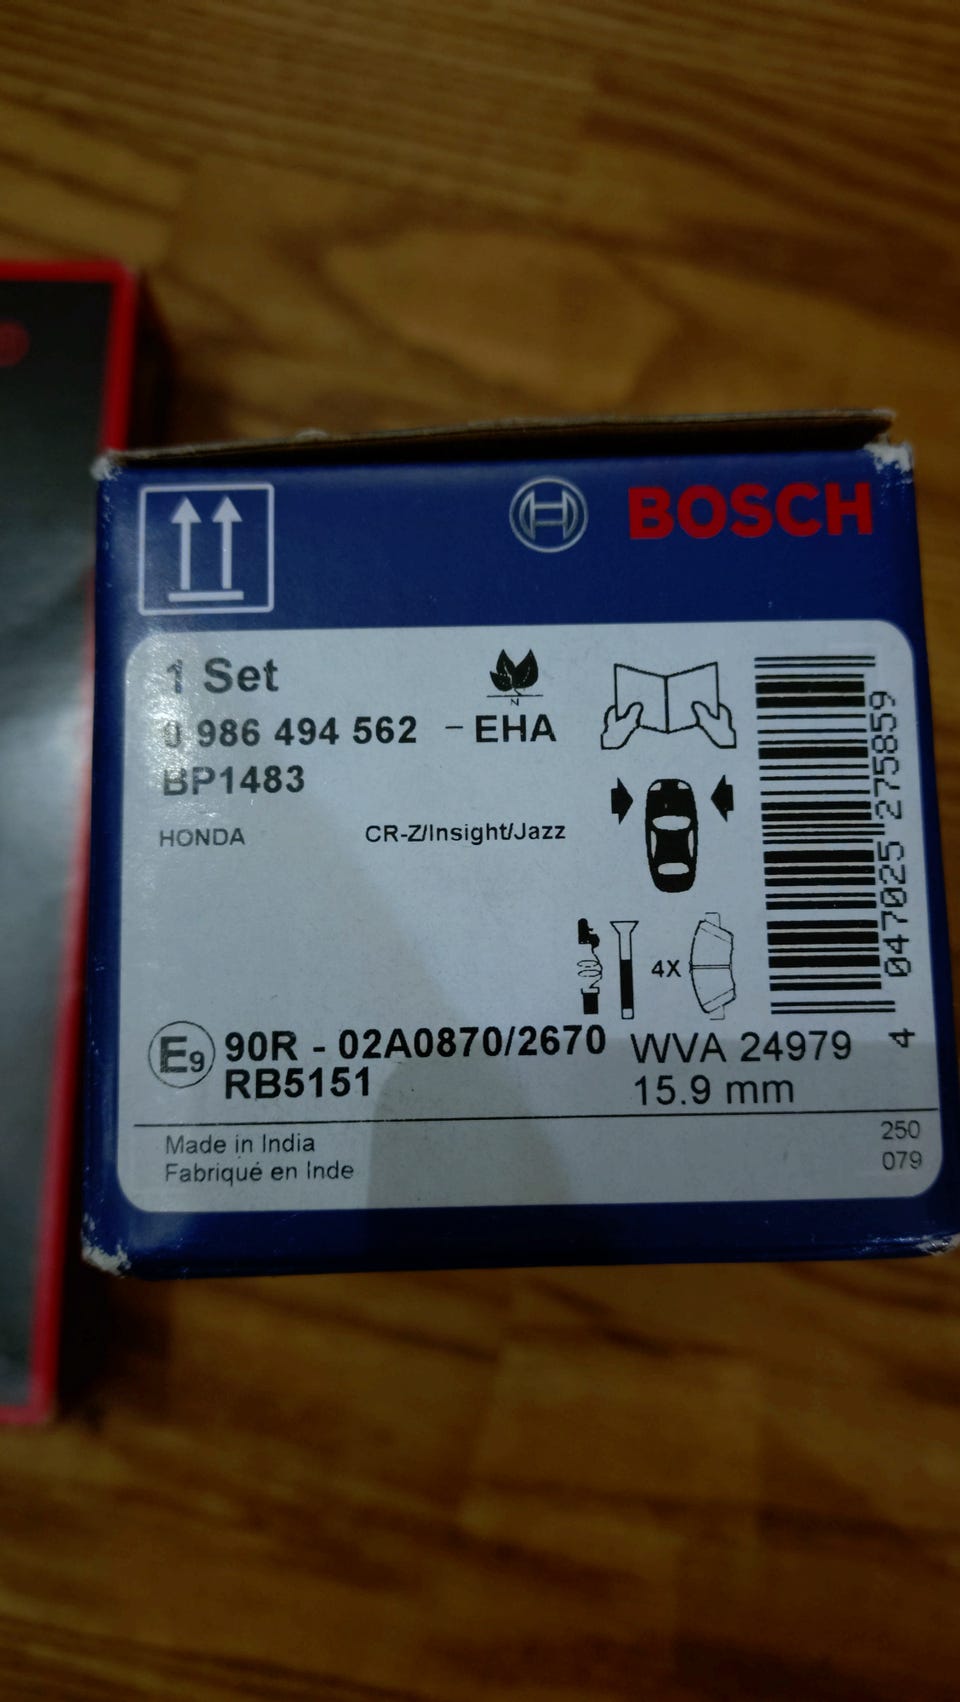 BOSCH
1 Set
0 986 494 562 - EHA
N
BP1483
HONDA CR-Z/Insight/Jazz
4X
E9 90R - 02A0870/2670
RB5151
WVA 24979
15.9 mm
Made in India
Fabriqué en Inde
250
079
4 047025 275859